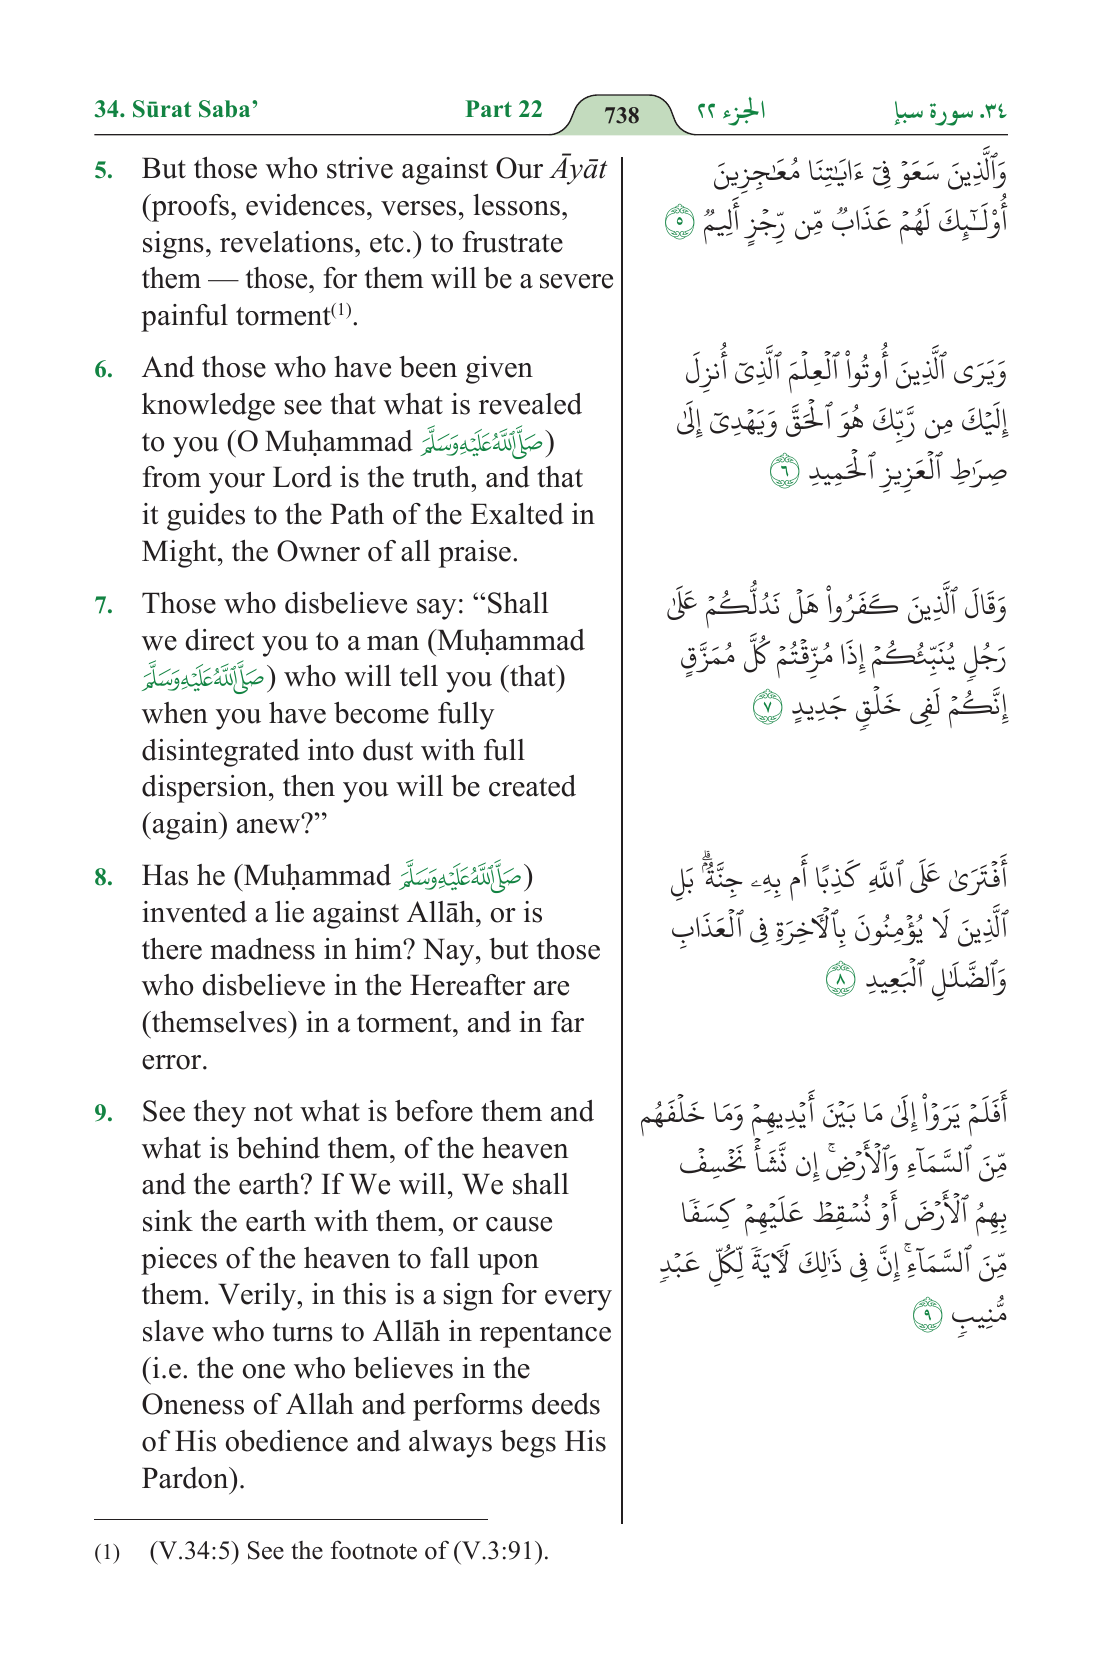 34. Sūrat Saba’ Part 22 738 الجزء ٢٢ ٣٤. سورة سبإ
5. But those who strive against Our Āyāt
(proofs, evidences, verses, lessons,
signs, revelations, etc.) to frustrate
them — those, for them will be a severe
painful torment(1).
6. And those who have been given
knowledge see that what is revealed
to you (O Muḥammad صَلَّى ٱللَّهُ عَلَيْهِ وَسَلَّمَ)
from your Lord is the truth, and that
it guides to the Path of the Exalted in
Might, the Owner of all praise.
7. Those who disbelieve say: “Shall
we direct you to a man (Muḥammad
صَلَّى ٱللَّهُ عَلَيْهِ وَسَلَّمَ) who will tell you (that)
when you have become fully
disintegrated into dust with full
dispersion, then you will be created
(again) anew?”
8. Has he (Muḥammad صَلَّى ٱللَّهُ عَلَيْهِ وَسَلَّمَ)
invented a lie against Allāh, or is
there madness in him? Nay, but those
who disbelieve in the Hereafter are
(themselves) in a torment, and in far
error.
9. See they not what is before them and
what is behind them, of the heaven
and the earth? If We will, We shall
sink the earth with them, or cause
pieces of the heaven to fall upon
them. Verily, in this is a sign for every
slave who turns to Allāh in repentance
(i.e. the one who believes in the
Oneness of Allah and performs deeds
of His obedience and always begs His
Pardon).
وَٱلَّذِينَ سَعَوْ فِىٓ ءَايَـٰتِنَا مُعَـٰجِزِينَ
أُو۟لَـٰٓئِكَ لَهُمْ عَذَابٌ مِّن رِّجْزٍ أَلِيمٌ ٥
وَيَرَى ٱلَّذِينَ أُوتُوا۟ ٱلْعِلْمَ ٱلَّذِىٓ أُنزِلَ
إِلَيْكَ مِن رَّبِّكَ هُوَ ٱلْحَقَّ وَيَهْدِىٓ إِلَىٰ
صِرَٰطِ ٱلْعَزِيزِ ٱلْحَمِيدِ ٦
وَقَالَ ٱلَّذِينَ كَفَرُوا۟ هَلْ نَدُلُّكُمْ عَلَىٰ
رَجُلٍ يُنَبِّئُكُمْ إِذَا مُزِّقْتُمْ كُلَّ مُمَزَّقٍ
إِنَّكُمْ لَفِى خَلْقٍ جَدِيدٍ ٧
أَفْتَرَىٰ عَلَى ٱللَّهِ كَذِبًا أَم بِهِۦ جِنَّةٌۢ ۗ بَلِ
ٱلَّذِينَ لَا يُؤْمِنُونَ بِٱلْـَٔاخِرَةِ فِى ٱلْعَذَابِ
وَٱلضَّلَـٰلِ ٱلْبَعِيدِ ٨
أَفَلَمْ يَرَوْا۟ إِلَىٰ مَا بَيْنَ أَيْدِيهِمْ وَمَا خَلْفَهُم
مِّنَ ٱلسَّمَآءِ وَٱلْأَرْضِ ۚ إِن نَّشَأْ نَخْسِفْ
بِهِمُ ٱلْأَرْضَ أَوْ نُسْقِطْ عَلَيْهِمْ كِسَفًا
مِّنَ ٱلسَّمَآءِ ۚ إِنَّ فِى ذَٰلِكَ لَـَٔايَةً لِّكُلِّ عَبْدٍ
مُّنِيبٍ ٩
(1) (V.34:5) See the footnote of (V.3:91).